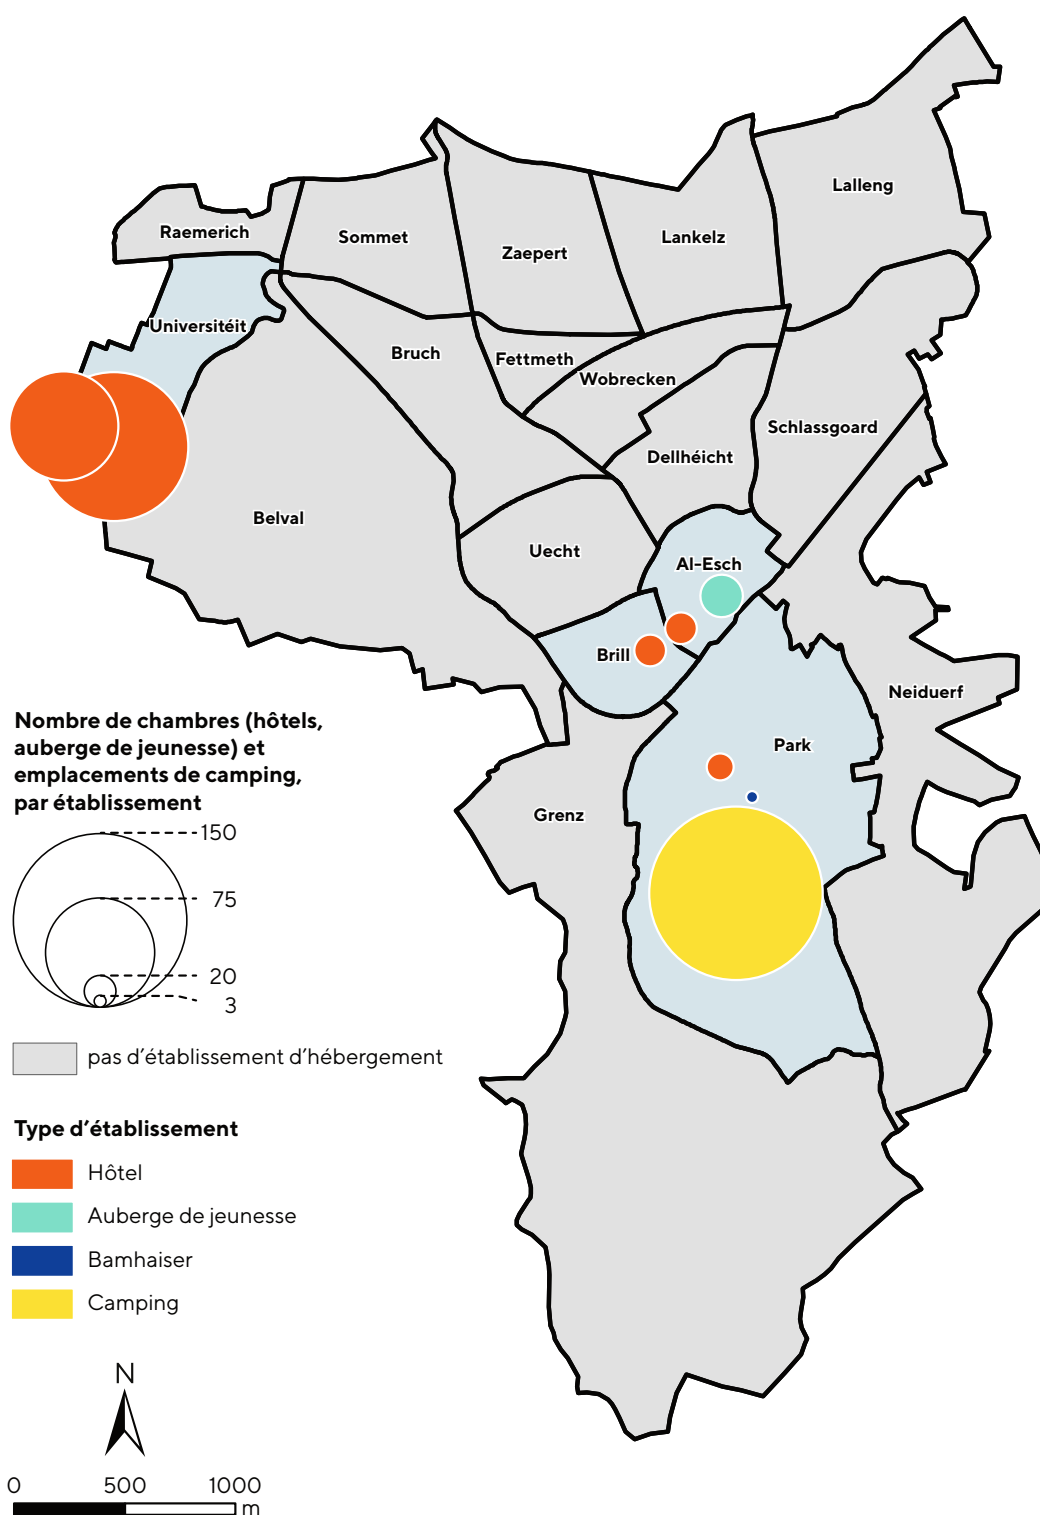 Lalleng
Raemerich
Sommet
Lankelz
Zaepert
Universitéit
Bruch
Fettmeth
Wobrecken
Schlassgoard
Dellhéicht
Belval
Uecht
Al-Esch
Brill
Neiduerf
Park
Grenz
Nombre de chambres (hôtels,
auberge de jeunesse) et
emplacements de camping,
par établissement
150
75
20
3
pas d'établissement d'hébergement
Type d'établissement
Hôtel
Auberge de jeunesse
Bamhaiser
Camping
N
0 500 1000
m